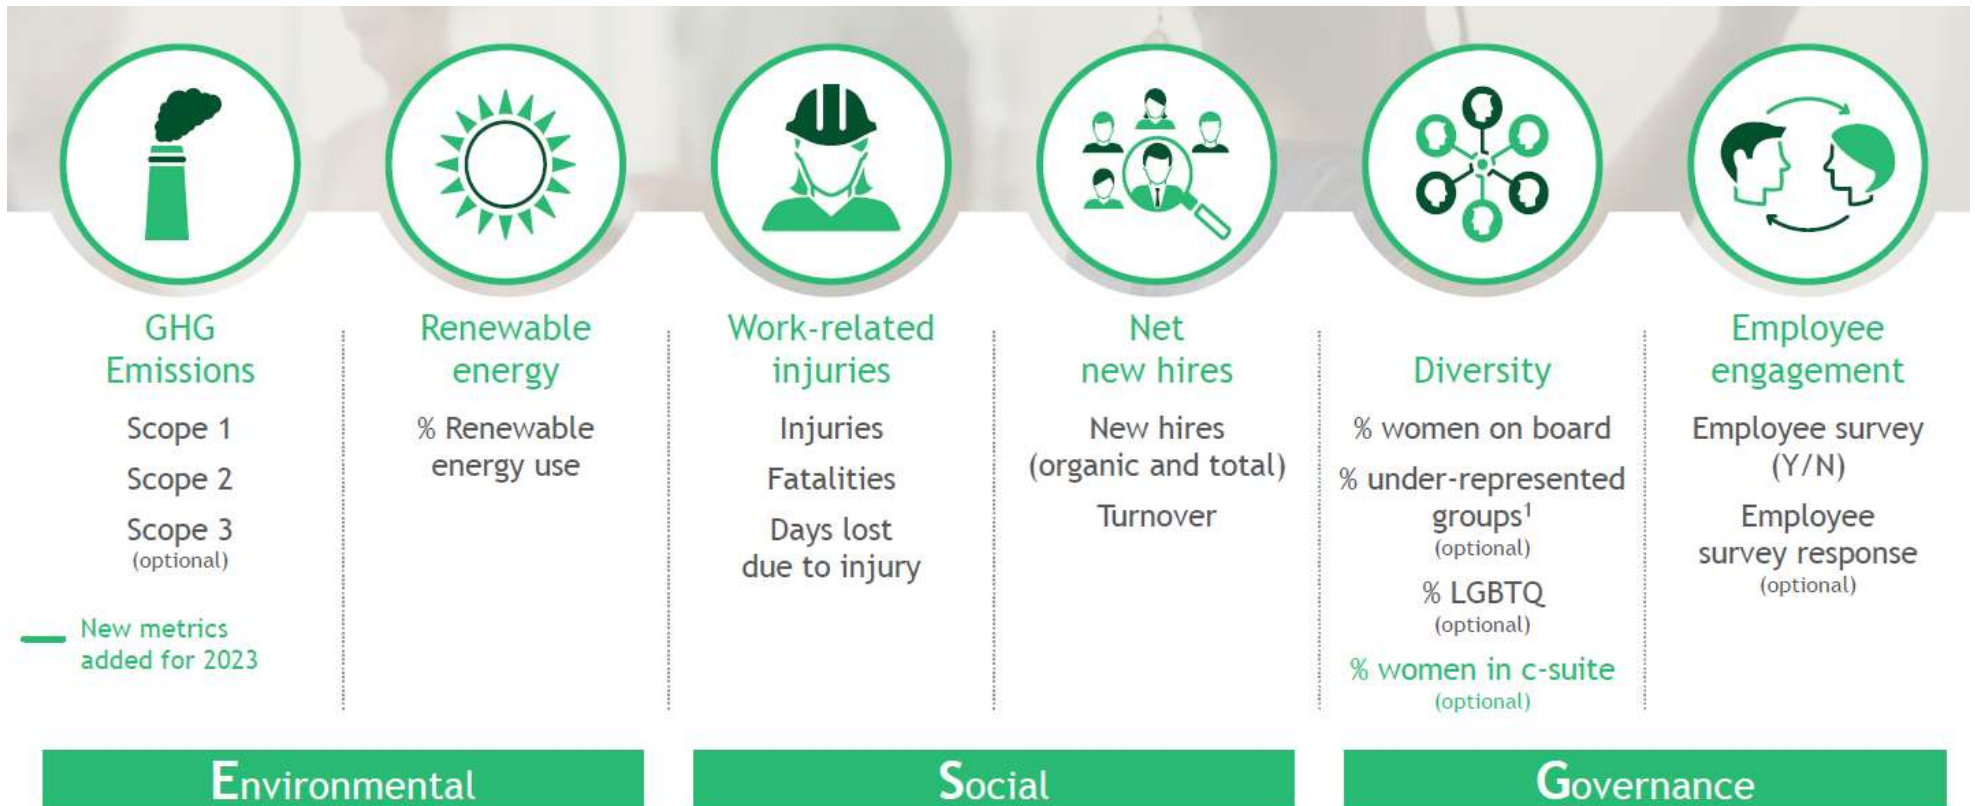 GHG
Emissions
Scope 1
Scope 2
Scope 3
(optional)
New metrics
added for 2023
Renewable
energy
% Renewable
energy use
Work-related
injuries
Injuries
Fatalities
Days lost
due to injury
Net
new hires
New hires
(organic and total)
Turnover
Diversity
% women on board
% under-represented
groups¹
(optional)
% LGBTQ
(optional)
% women in c-suite
(optional)
Employee
engagement
Employee survey
(Y/N)
Employee
survey response
(optional)
Environmental
Social
Governance